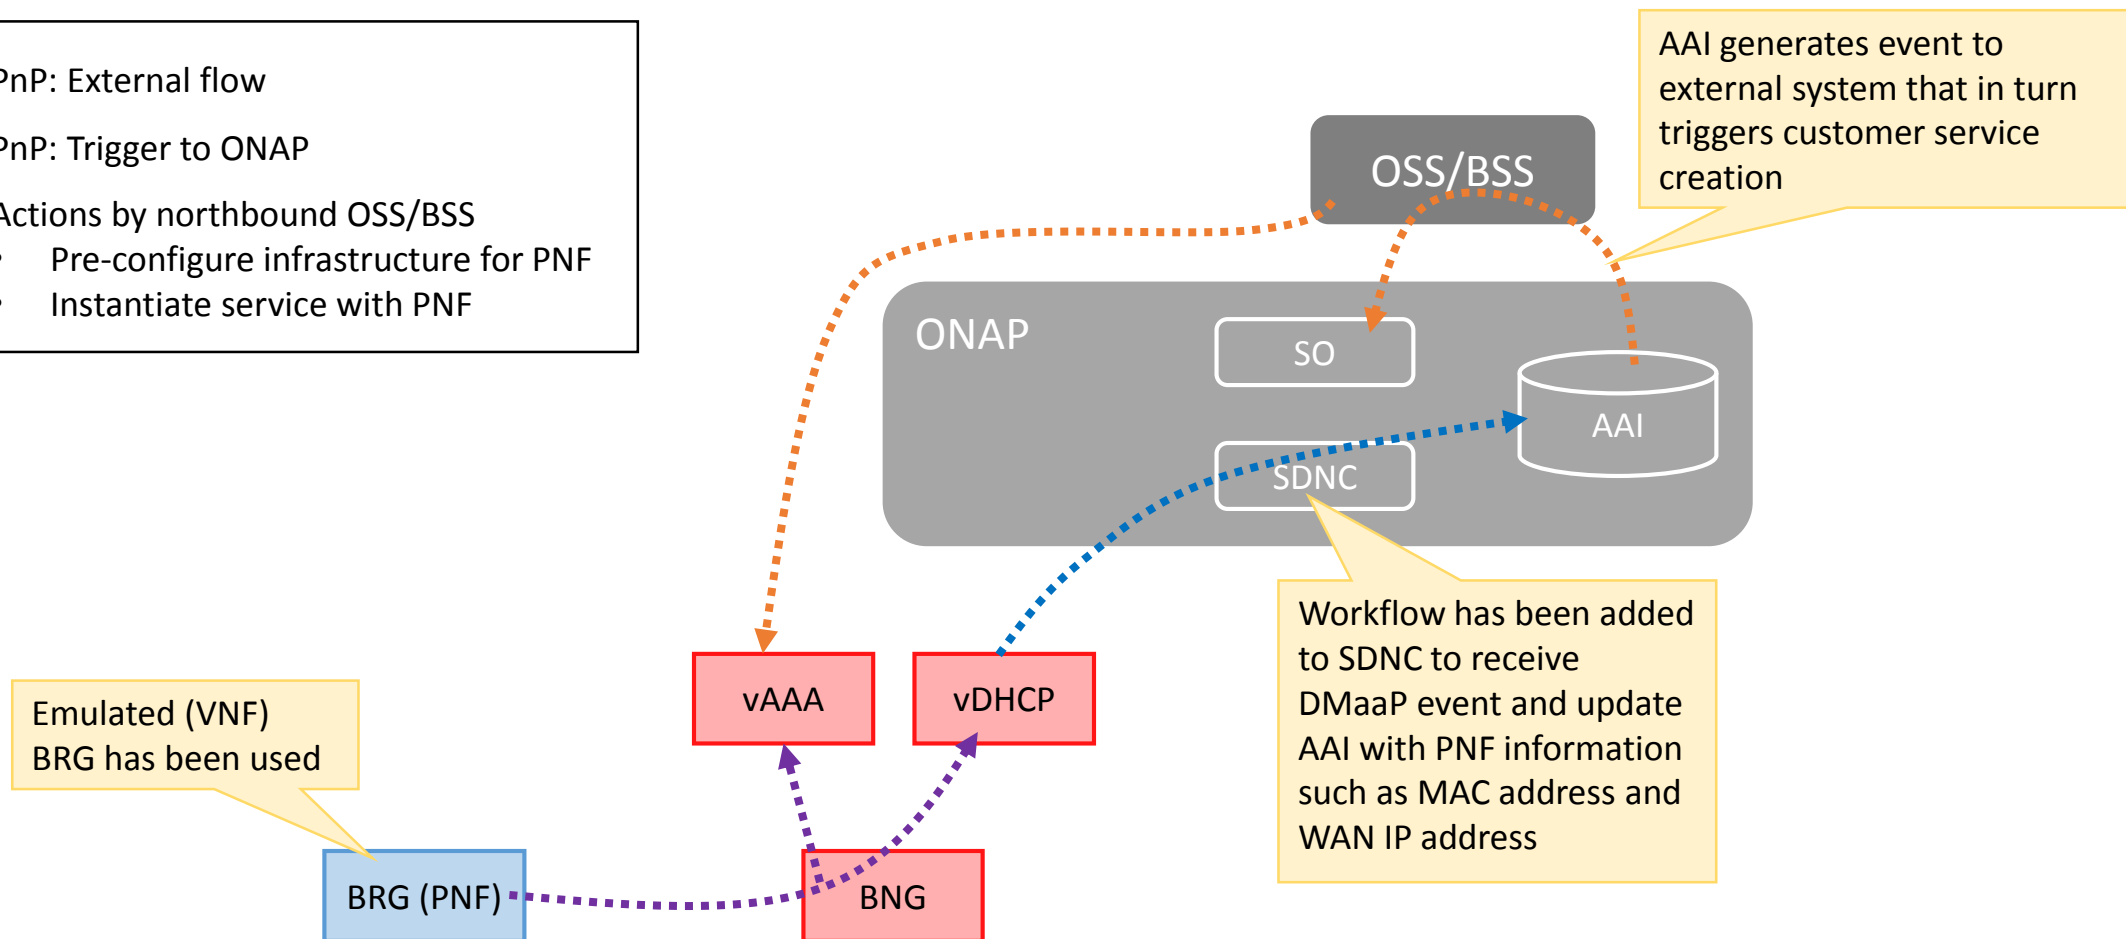 PnP: External flow
PnP: Trigger to ONAP
Actions by northbound OSS/BSS
• Pre-configure infrastructure for PNF
• Instantiate service with PNF
AAI generates event to
external system that in turn
triggers customer service
creation
OSS/BSS
ONAP
SO
AAI
SDNC
Workflow has been added
to SDNC to receive
DMaaP event and update
AAI with PNF information
such as MAC address and
WAN IP address
vAAA
vDHCP
Emulated (VNF)
BRG has been used
BRG (PNF)
BNG